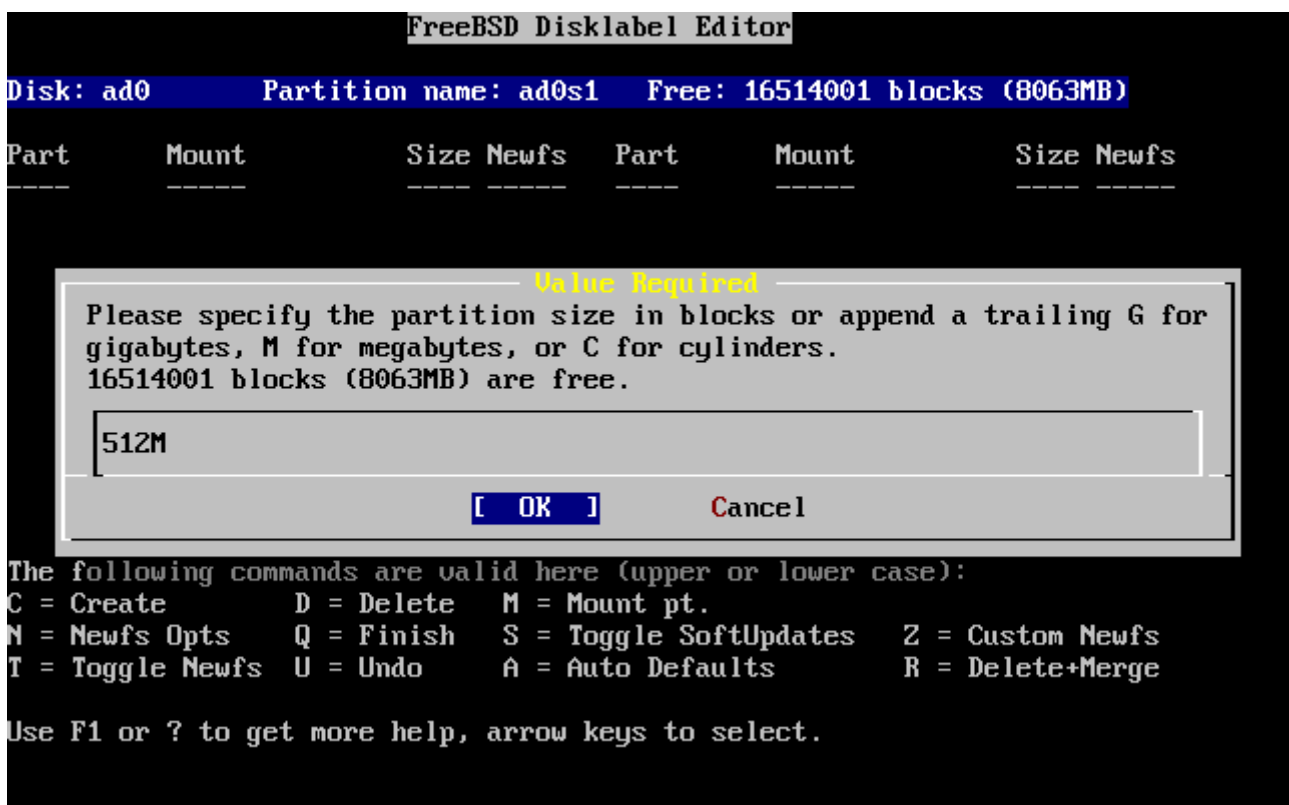 FreeBSD Disklabel Editor
Disk: ad0 Partition name: ad0s1 Free: 16514001 blocks (8063MB)
Part Mount Size Newfs Part Mount Size Newfs
---- ----- ---- ----- ---- ----- ---- -----
Value Required
Please specify the partition size in blocks or append a trailing G for
gigabytes, M for megabytes, or C for cylinders.
16514001 blocks (8063MB) are free.
512M
[ OK ] Cancel
The following commands are valid here (upper or lower case):
C = Create D = Delete M = Mount pt.
N = Newfs Opts Q = Finish S = Toggle SoftUpdates Z = Custom Newfs
T = Toggle Newfs U = Undo A = Auto Defaults R = Delete+Merge
Use F1 or ? to get more help, arrow keys to select.